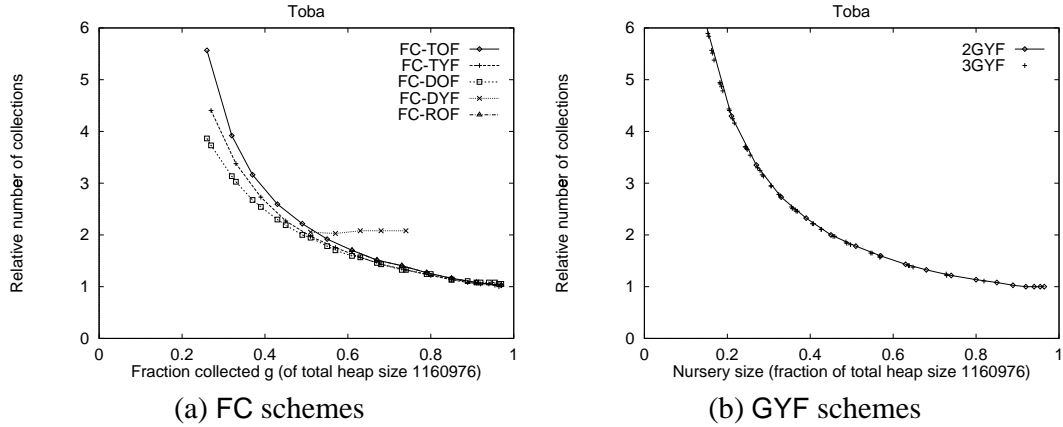 Toba
Relative number of collections
6
5
4
3
2
1
0
FC-TOF
FC-TYF
FC-DOF
FC-DYF
FC-ROF
0 0.2 0.4 0.6 0.8 1
Fraction collected g (of total heap size 1160976)
(a) FC schemes
Toba
Relative number of collections
6
5
4
3
2
1
0
2GYF
3GYF
0 0.2 0.4 0.6 0.8 1
Nursery size (fraction of total heap size 1160976)
(b) GYF schemes